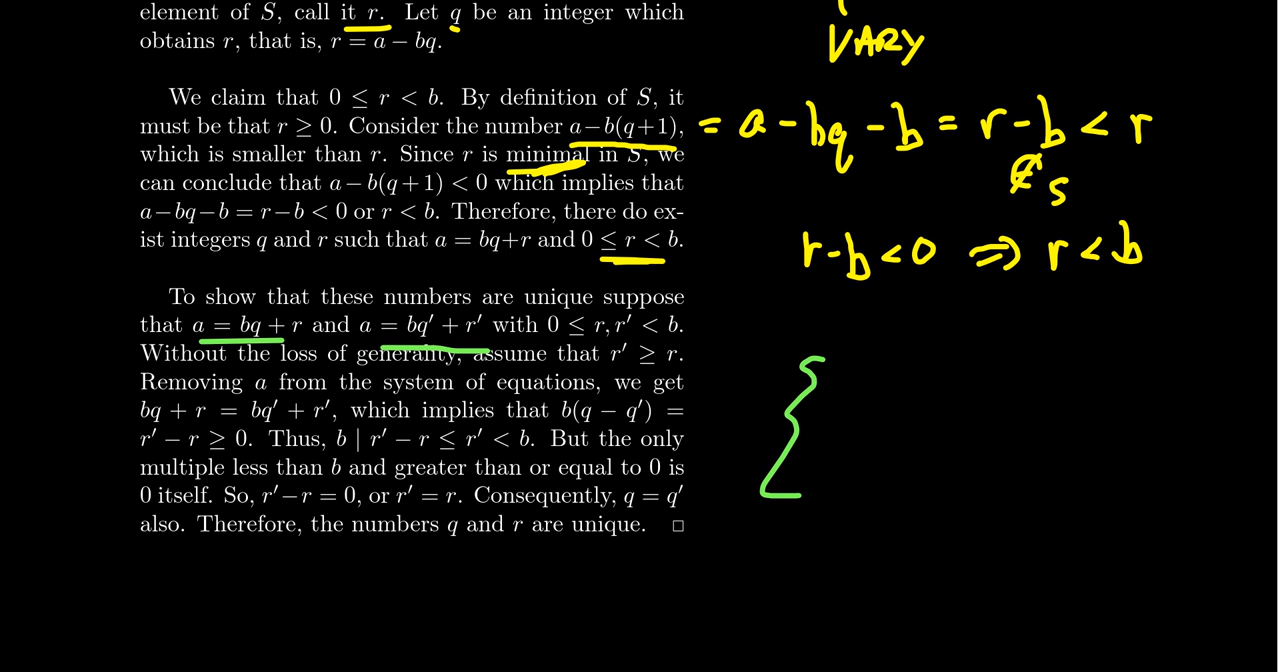 element of S, call it r. Let q be an integer which
obtains r, that is, r = a − bq.
VARY
We claim that 0 ≤ r < b. By definition of S, it
must be that r ≥ 0. Consider the number a−b(q+1),
which is smaller than r. Since r is minimal in S, we
can conclude that a−b(q+1) < 0 which implies that
a−bq−b = r−b < 0 or r < b. Therefore, there do ex-
ist integers q and r such that a = bq+r and 0 ≤ r < b.
= a − bq − b = r − b < r
∉ S
r−b < 0 ⇒ r < b
To show that these numbers are unique suppose
that a = bq + r and a = bq′ + r′ with 0 ≤ r, r′ < b.
Without the loss of generality, assume that r′ ≥ r.
Removing a from the system of equations, we get
bq + r = bq′ + r′, which implies that b(q − q′) =
r′ − r ≥ 0. Thus, b | r′ − r ≤ r′ < b. But the only
multiple less than b and greater than or equal to 0 is
0 itself. So, r′−r = 0, or r′ = r. Consequently, q = q′
also. Therefore, the numbers q and r are unique. □